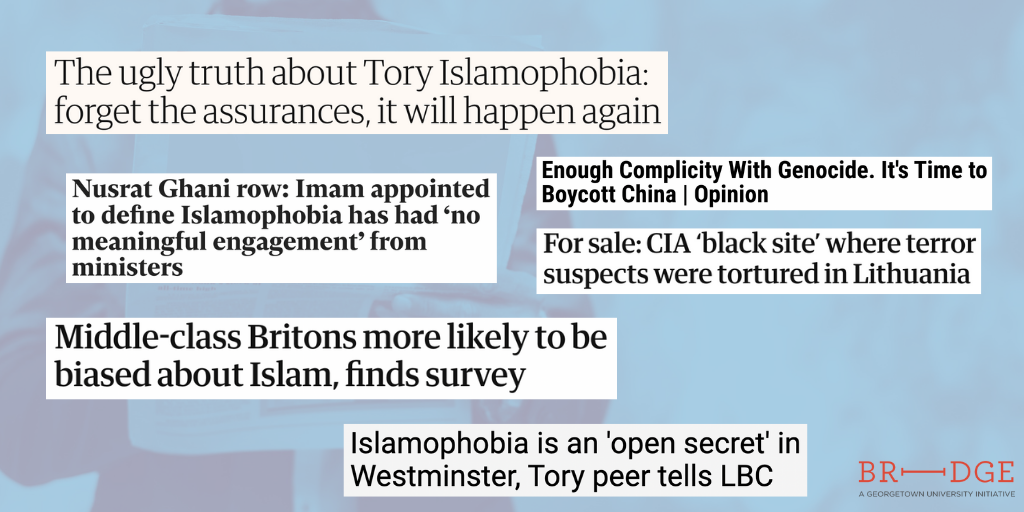 The ugly truth about Tory Islamophobia:
forget the assurances, it will happen again
Enough Complicity With Genocide. It's Time to
Boycott China | Opinion
Nusrat Ghani row: Imam appointed
to define Islamophobia has had ‘no
meaningful engagement’ from
ministers
For sale: CIA ‘black site’ where terror
suspects were tortured in Lithuania
Middle-class Britons more likely to be
biased about Islam, finds survey
Islamophobia is an 'open secret' in
Westminster, Tory peer tells LBC
BRIDGE
A GEORGETOWN UNIVERSITY INITIATIVE